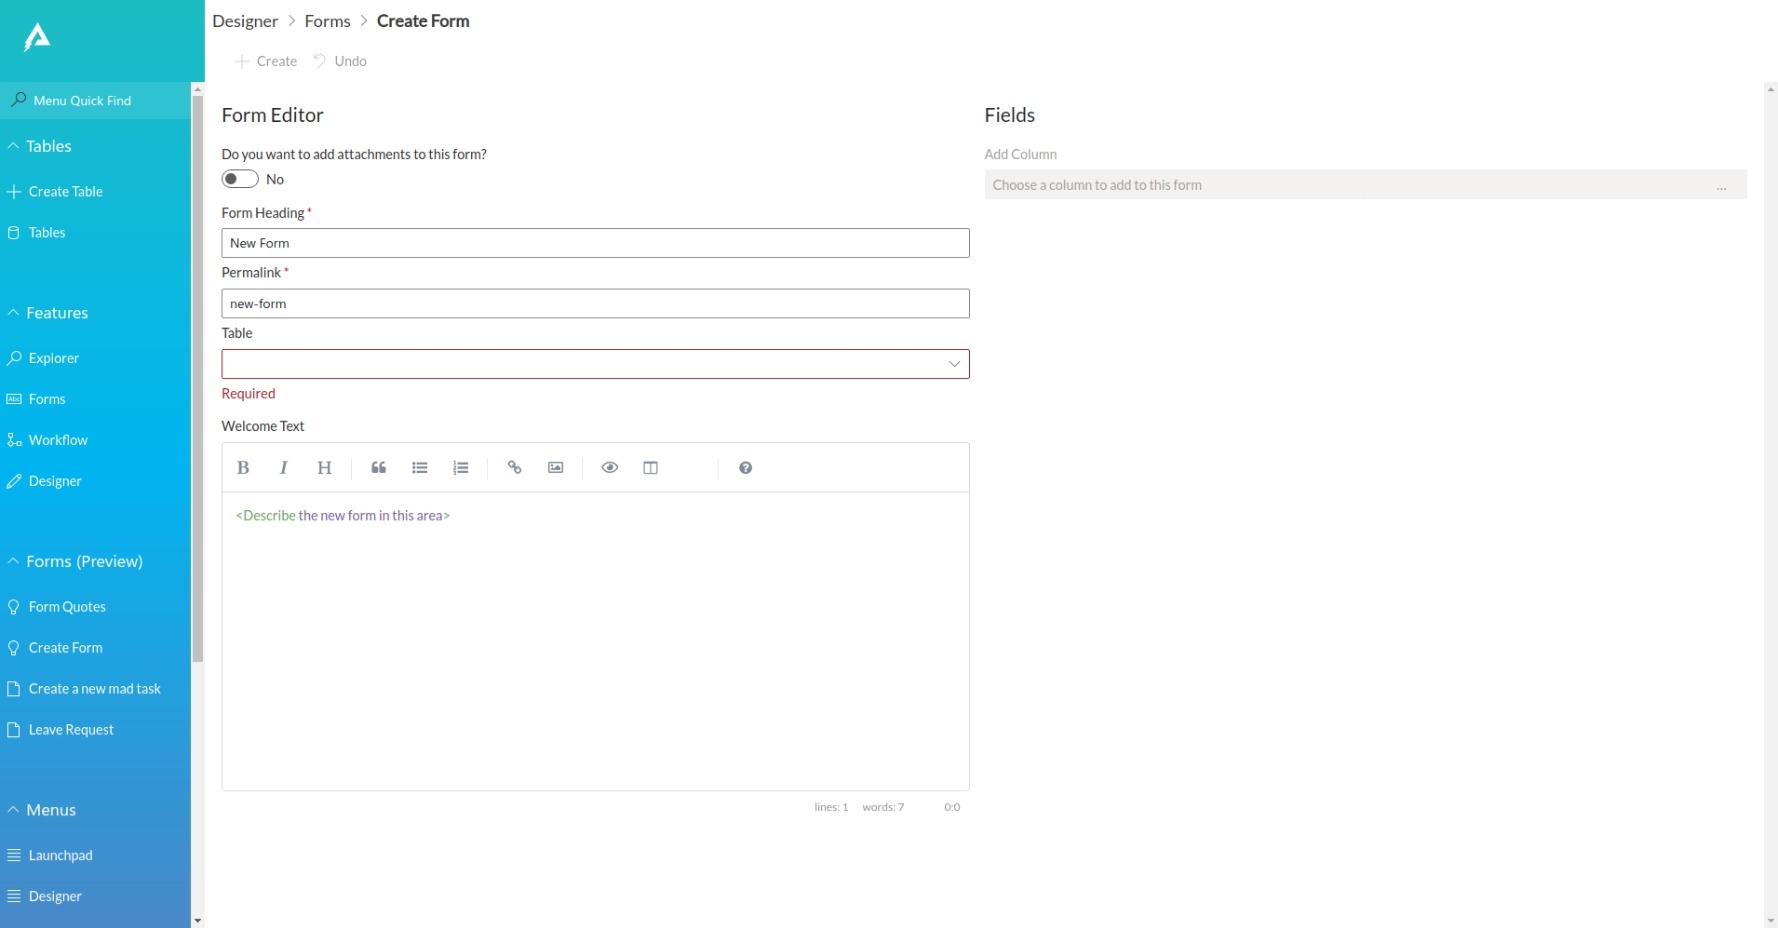 Designer > Forms > Create Form
Create Undo
Menu Quick Find
Tables
Create Table
Tables
Features
Explorer
Forms
Workflow
Designer
Forms (Preview)
Form Quotes
Create Form
Create a new mad task
Leave Request
Menus
Launchpad
Designer
Form Editor
Do you want to add attachments to this form?
No
Form Heading *
New Form
Permalink *
new-form
Table
Required
Welcome Text
B I H
<Describe the new form in this area>
lines: 1 words: 7 0:0
Fields
Add Column
Choose a column to add to this form ...